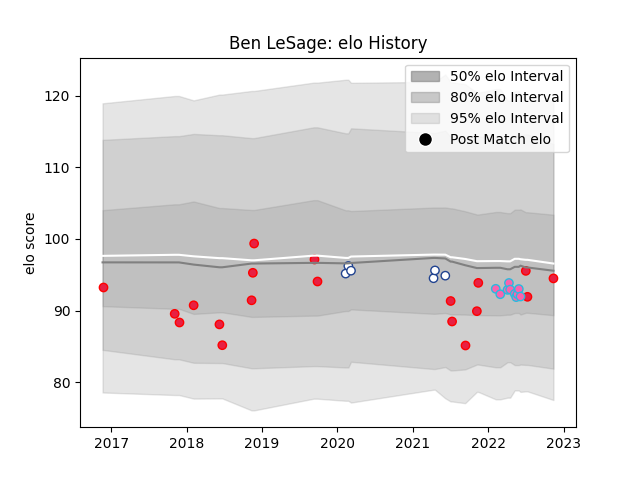 Ben LeSage: elo History
50% elo Interval
80% elo Interval
95% elo Interval
Post Match elo
elo score
120
110
100
90
80
2017 2018 2019 2020 2021 2022 2023